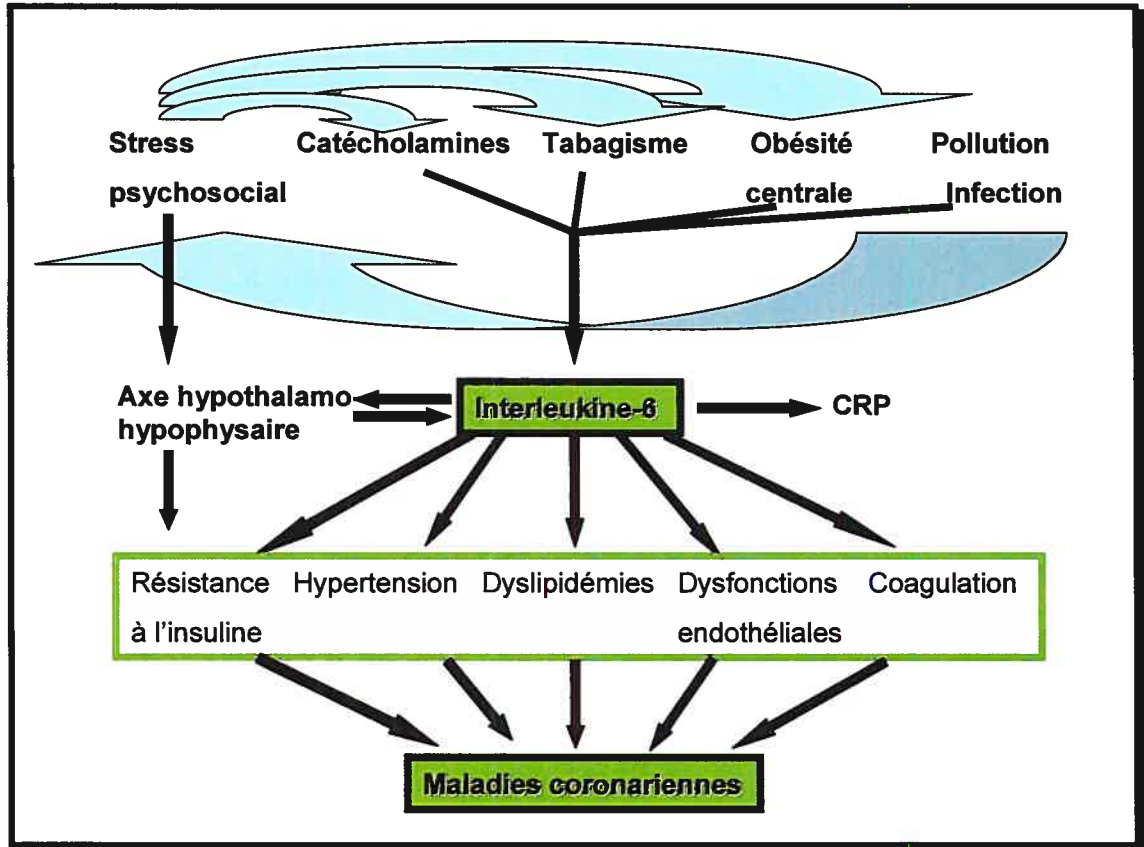 Stress Catécholamines Tabagisme Obésité Pollution
psychosocial centrale Infection
Axe hypothalamo
hypophysaire
Interleukine-6
CRP
Résistance Hypertension Dyslipidémies Dysfonctions Coagulation
à l'insuline endothéliales
Maladies coronariennes